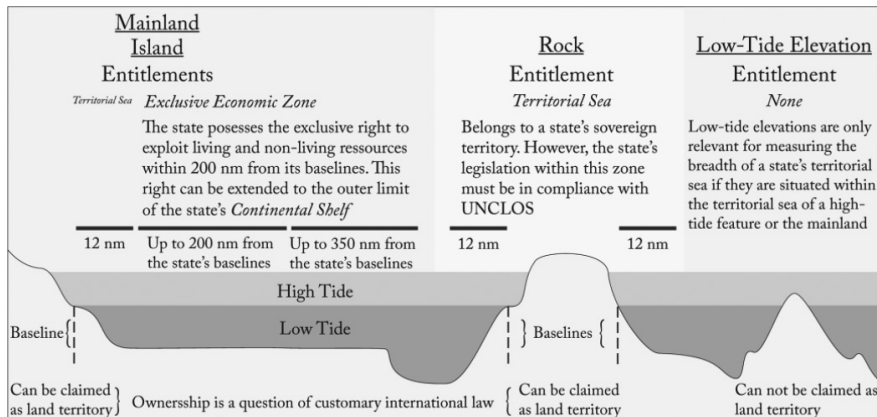 Mainland
Island
Entitlements
Territorial Sea Exclusive Economic Zone
The state posesses the exclusive right to
exploit living and non-living ressources
within 200 nm from its baselines. This
right can be extended to the outer limit
of the state's Continental Shelf
12 nm
Up to 200 nm from
the state's baselines
Up to 350 nm from
the state's baselines
Rock
Entitlement
Territorial Sea
Belongs to a state's sovereign
territory. However, the state's
legislation within this zone
must be in compliance with
UNCLOS
12 nm
12 nm
Low-Tide Elevation
Entitlement
None
Low-tide elevations are only
relevant for measuring the
breadth of a state's territorial
sea if they are situated within
the territorial sea of a high-
tide feature or the mainland
High Tide
Low Tide
Baseline{
} Baselines {
Can be claimed
as land territory}
Ownersship is a question of customary international law
{Can be claimed
as land territory
Can not be claimed as
land territory